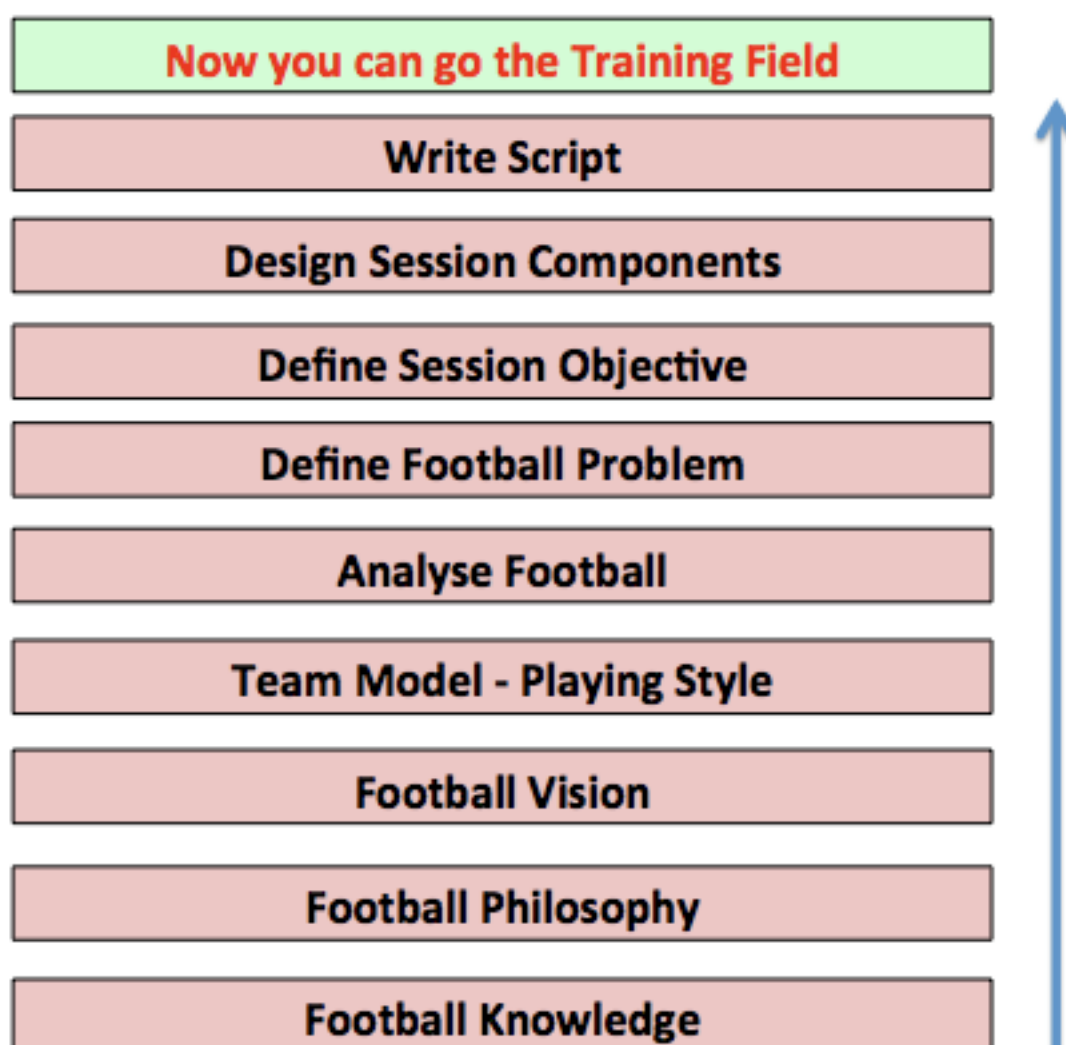 Now you can go the Training Field
Write Script
Design Session Components
Define Session Objective
Define Football Problem
Analyse Football
Team Model - Playing Style
Football Vision
Football Philosophy
Football Knowledge